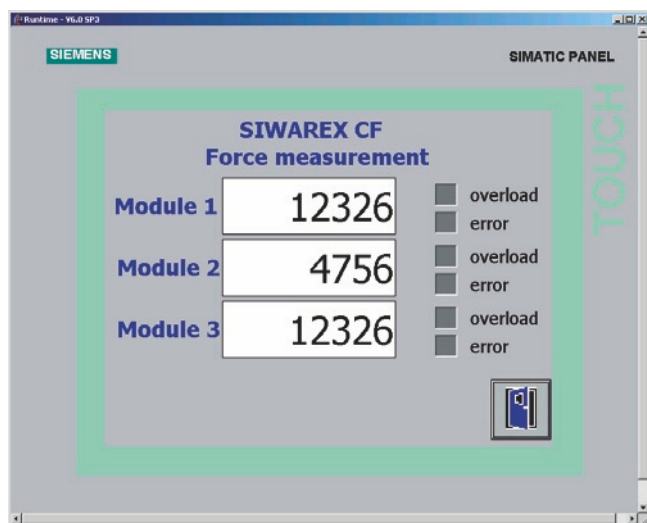 Runtime - V6.0 SP3
SIEMENS
SIMATIC PANEL
TOUCH
SIWAREX CF
Force measurement
Module 1 12326 overload
error
Module 2 4756 overload
error
Module 3 12326 overload
error